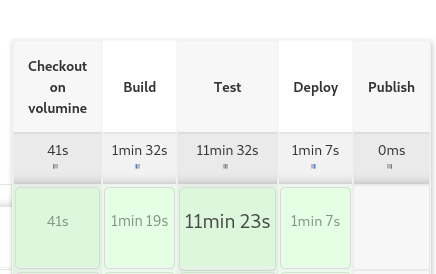 Checkout
on
volumine
Build
Test
Deploy
Publish
41s
1min 32s
11min 32s
1min 7s
0ms
41s
1min 19s
11min 23s
1min 7s